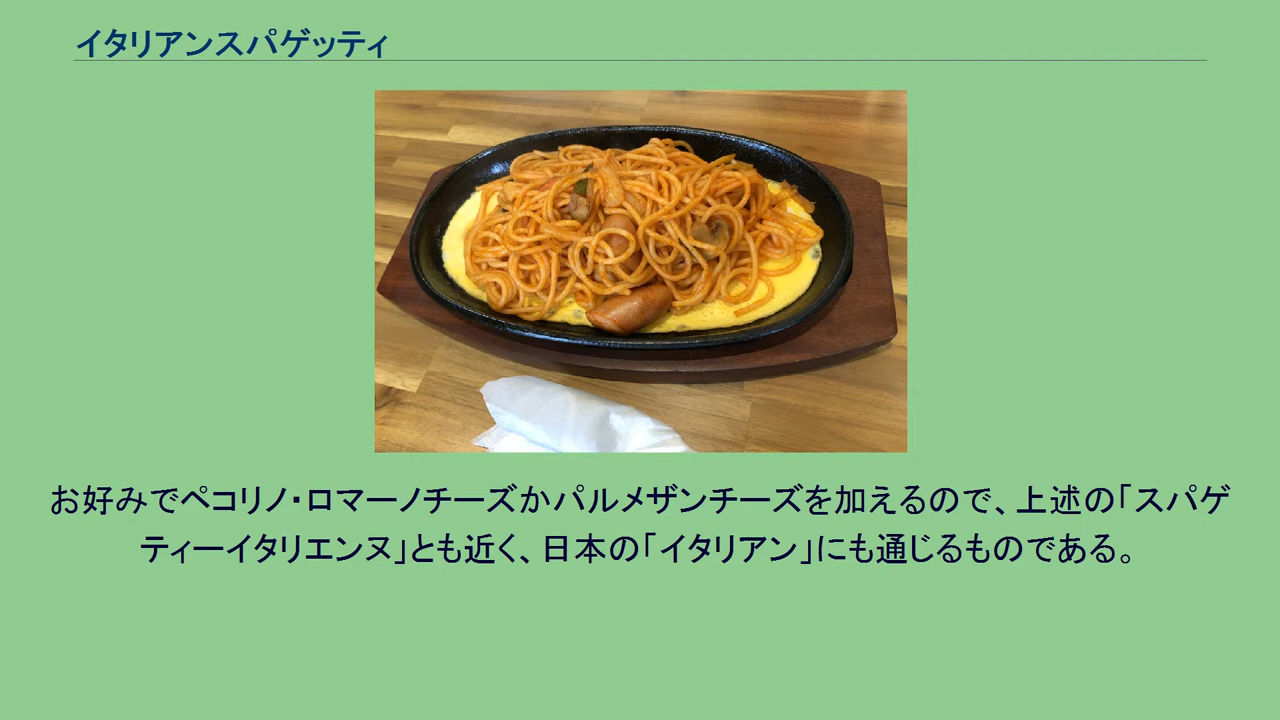 イタリアンスパゲッティ
お好みでペコリノ・ロマーノチーズかパルメザンチーズを加えるので、上述の「スパゲ
ティーイタリエンヌ」とも近く、日本の「イタリアン」にも通じるものである。